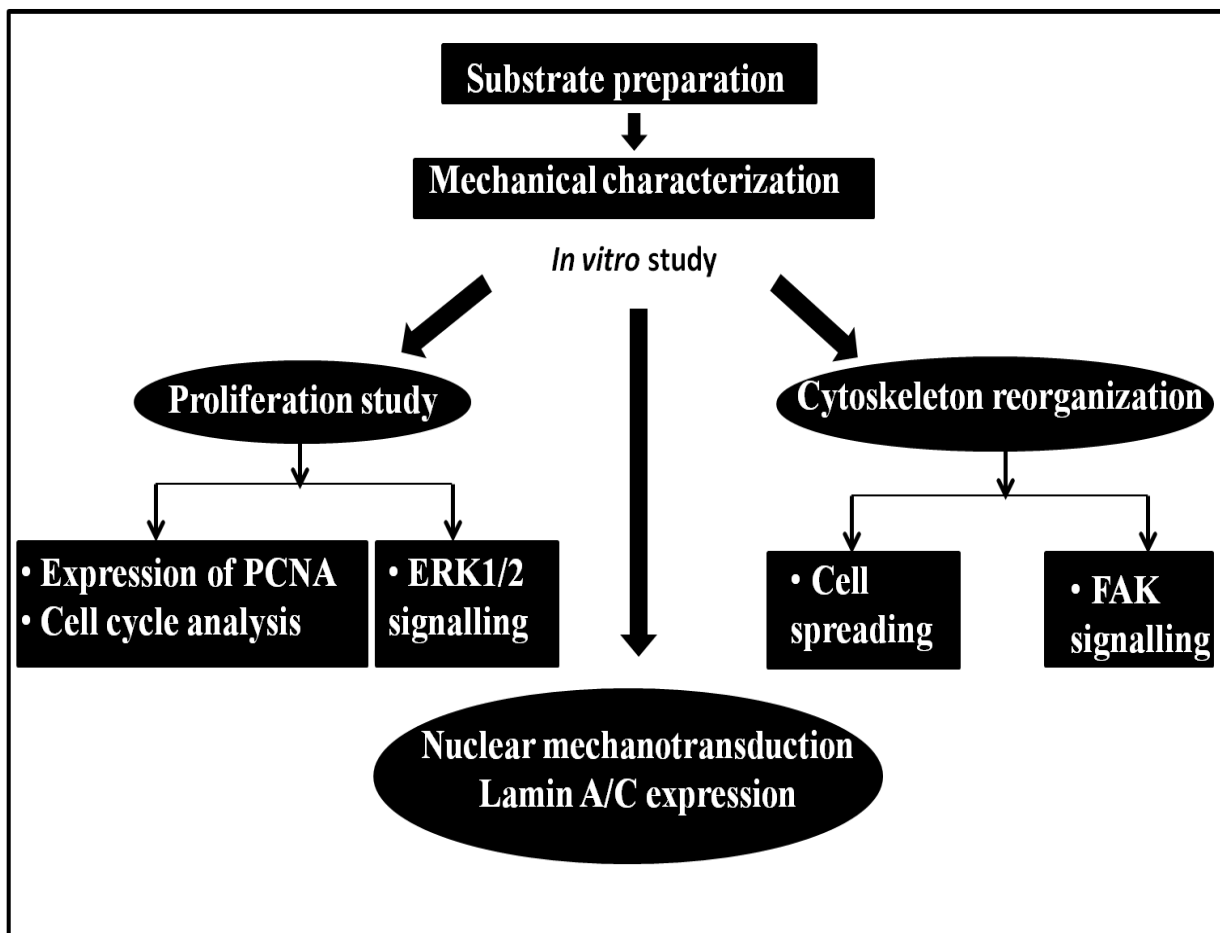 Substrate preparation
Mechanical characterization
In vitro study
Proliferation study
Cytoskeleton reorganization
• Expression of PCNA
• Cell cycle analysis
• ERK1/2
signalling
• Cell
spreading
• FAK
signalling
Nuclear mechanotransduction
Lamin A/C expression